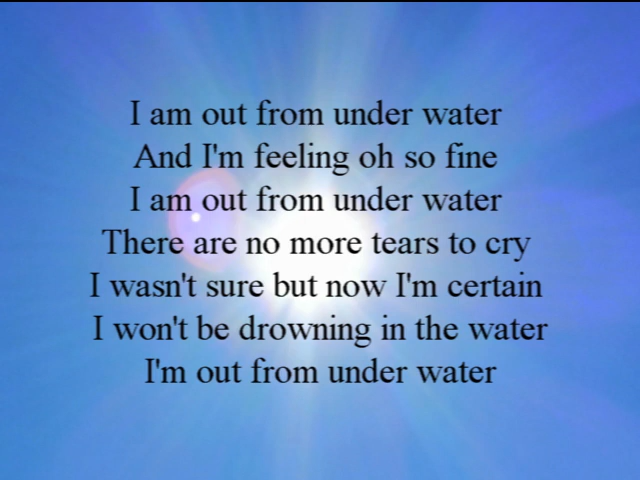 I am out from under water
And I'm feeling oh so fine
I am out from under water
There are no more tears to cry
I wasn't sure but now I'm certain
I won't be drowning in the water
I'm out from under water